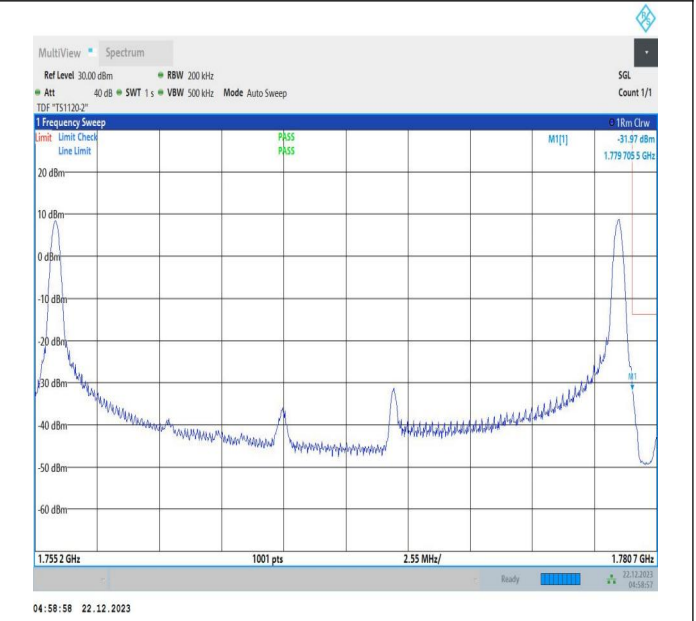 MultiView Spectrum
Ref Level 30.00 dBm RBW 200 kHz SGL
Att 40 dB SWT 1 s VBW 500 kHz Mode Auto Sweep Count 1/1
TDF "TS1120-2"
1 Frequency Sweep 1Rm Clrw
Limit Limit Check PASS M1[1] -31.97 dBm
Line Limit PASS 1.779 705 5 GHz
20 dBm
10 dBm
0 dBm
-10 dBm
-20 dBm
M1
-30 dBm
-40 dBm
-50 dBm
-60 dBm
1.755 2 GHz 1001 pts 2.55 MHz/ 1.780 7 GHz
Ready 22.12.2023
04:58:57
04:58:58 22.12.2023